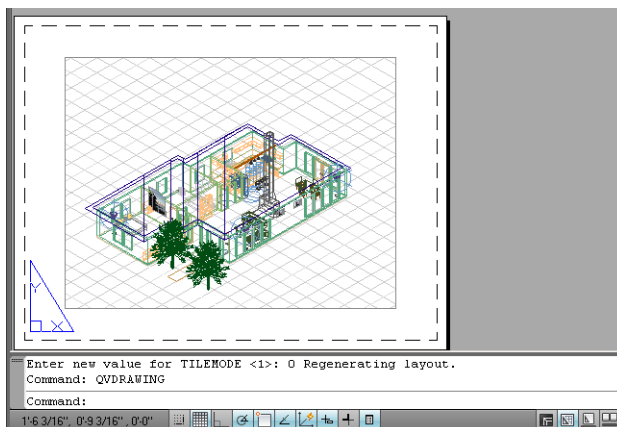 Y
X
Enter new value for TILEMODE <1>: 0 Regenerating layout.
Command: QVDRAWING
Command:
1'-6 3/16", 0'-9 3/16" , 0'-0"